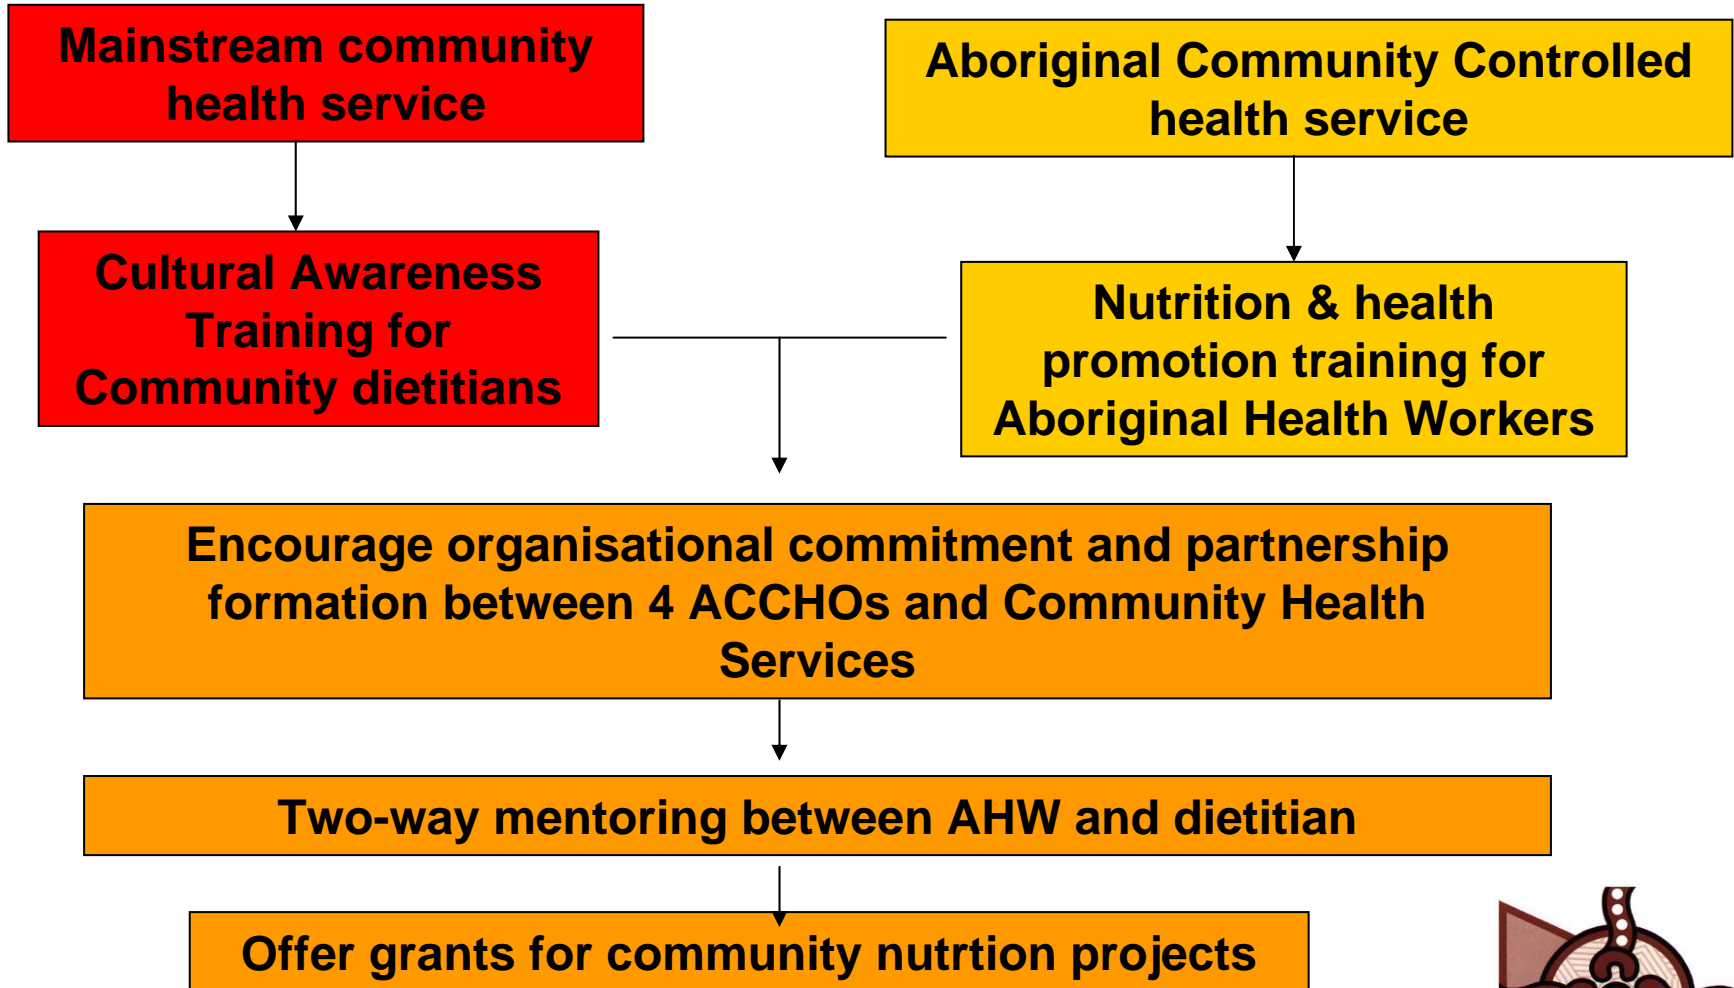 Mainstream community
health service
Aboriginal Community Controlled
health service
Cultural Awareness
Training for
Community dietitians
Nutrition & health
promotion training for
Aboriginal Health Workers
Encourage organisational commitment and partnership
formation between 4 ACCHOs and Community Health
Services
Two-way mentoring between AHW and dietitian
Offer grants for community nutrtion projects